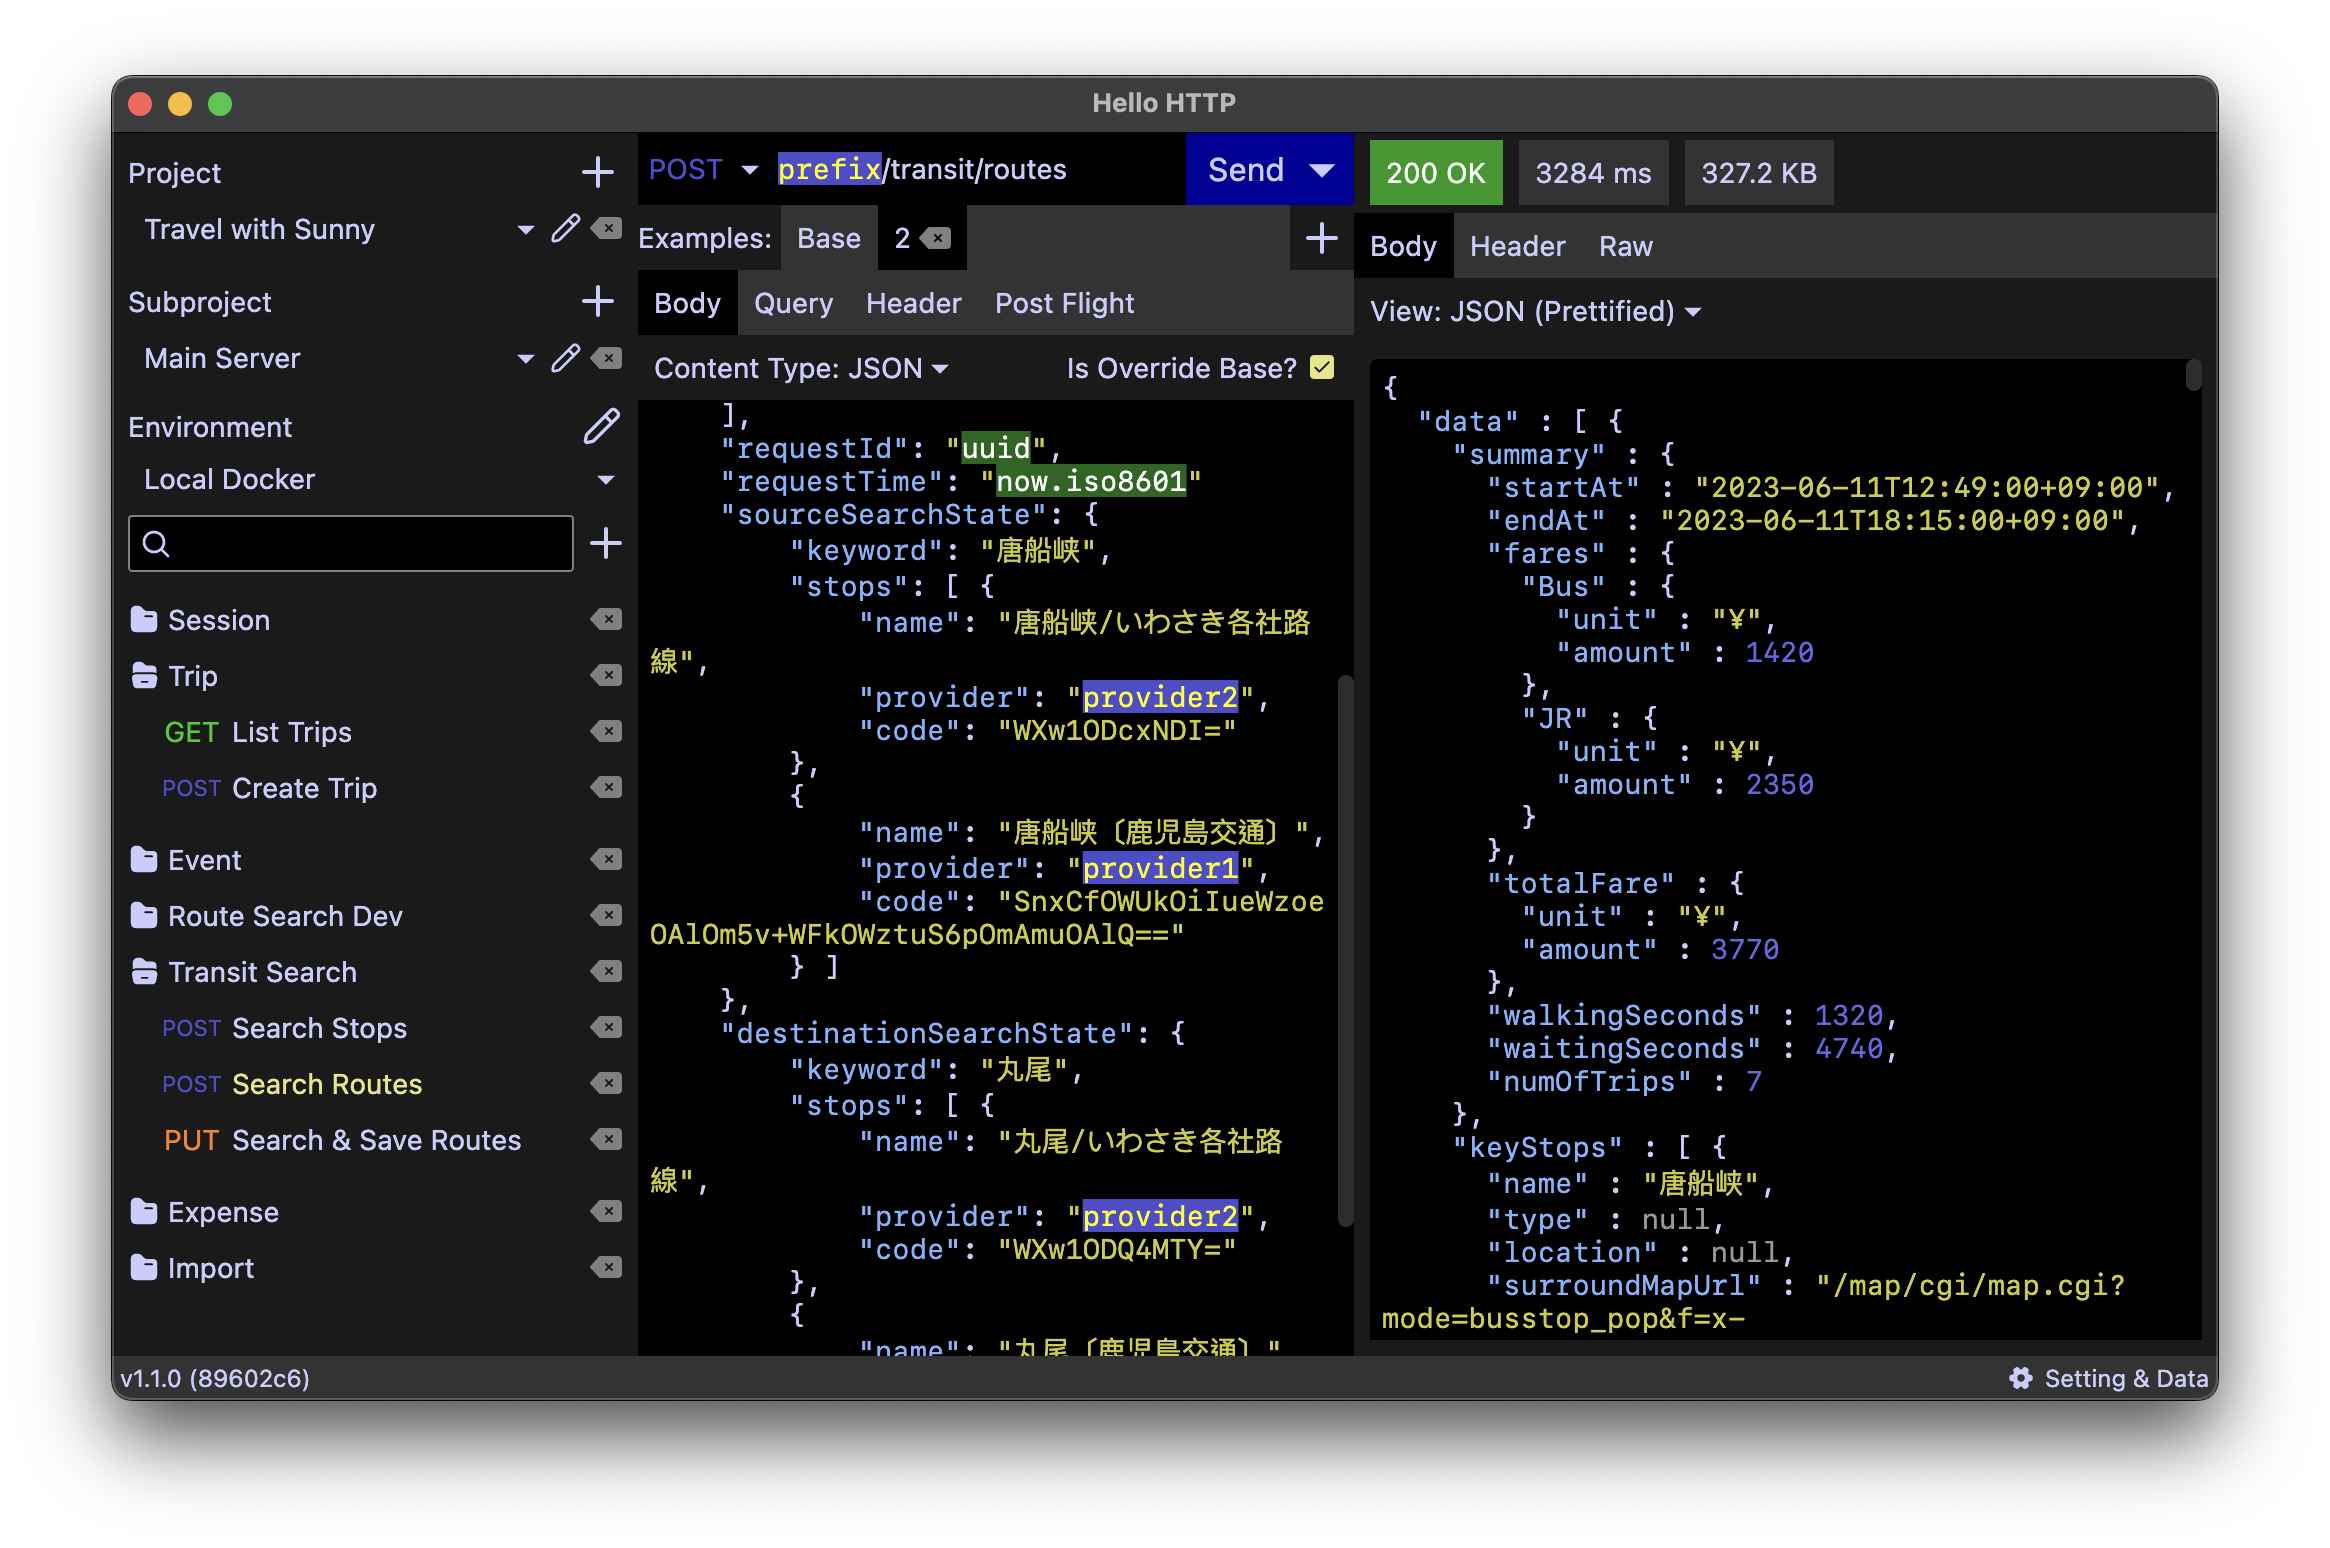 Hello HTTP
Project
Travel with Sunny
Subproject
Main Server
Environment
Local Docker
Session
Trip
GET List Trips
POST Create Trip
Event
Route Search Dev
Transit Search
POST Search Stops
POST Search Routes
PUT Search & Save Routes
Expense
Import
POST prefix/transit/routes Send
Examples: Base 2
Body Query Header Post Flight
Content Type: JSON Is Override Base?
],
"requestId": "uuid",
"requestTime": "now.iso8601"
"sourceSearchState": {
"keyword": "唐船峡",
"stops": [ {
"name": "唐船峡/いわさき各社路
線",
"provider": "provider2",
"code": "WXw1ODcxNDI="
},
{
"name": "唐船峡〔鹿児島交通〕",
"provider": "provider1",
"code": "SnxCfOWUkOiIueWzoe
OAlOm5v+WFkOWztuS6pOmAmuOAlQ=="
} ]
},
"destinationSearchState": {
"keyword": "丸尾",
"stops": [ {
"name": "丸尾/いわさき各社路
線",
"provider": "provider2",
"code": "WXw1ODQ4MTY="
},
{
"name": "丸尾〔鹿児島交通〕"
200 OK 3284 ms 327.2 KB
Body Header Raw
View: JSON (Prettified)
{
"data" : [ {
"summary" : {
"startAt" : "2023-06-11T12:49:00+09:00",
"endAt" : "2023-06-11T18:15:00+09:00",
"fares" : {
"Bus" : {
"unit" : "¥",
"amount" : 1420
},
"JR" : {
"unit" : "¥",
"amount" : 2350
}
},
"totalFare" : {
"unit" : "¥",
"amount" : 3770
},
"walkingSeconds" : 1320,
"waitingSeconds" : 4740,
"numOfTrips" : 7
},
"keyStops" : [ {
"name" : "唐船峡",
"type" : null,
"location" : null,
"surroundMapUrl" : "/map/cgi/map.cgi?
mode=busstop_pop&f=x-
v1.1.0 (89602c6)
Setting & Data